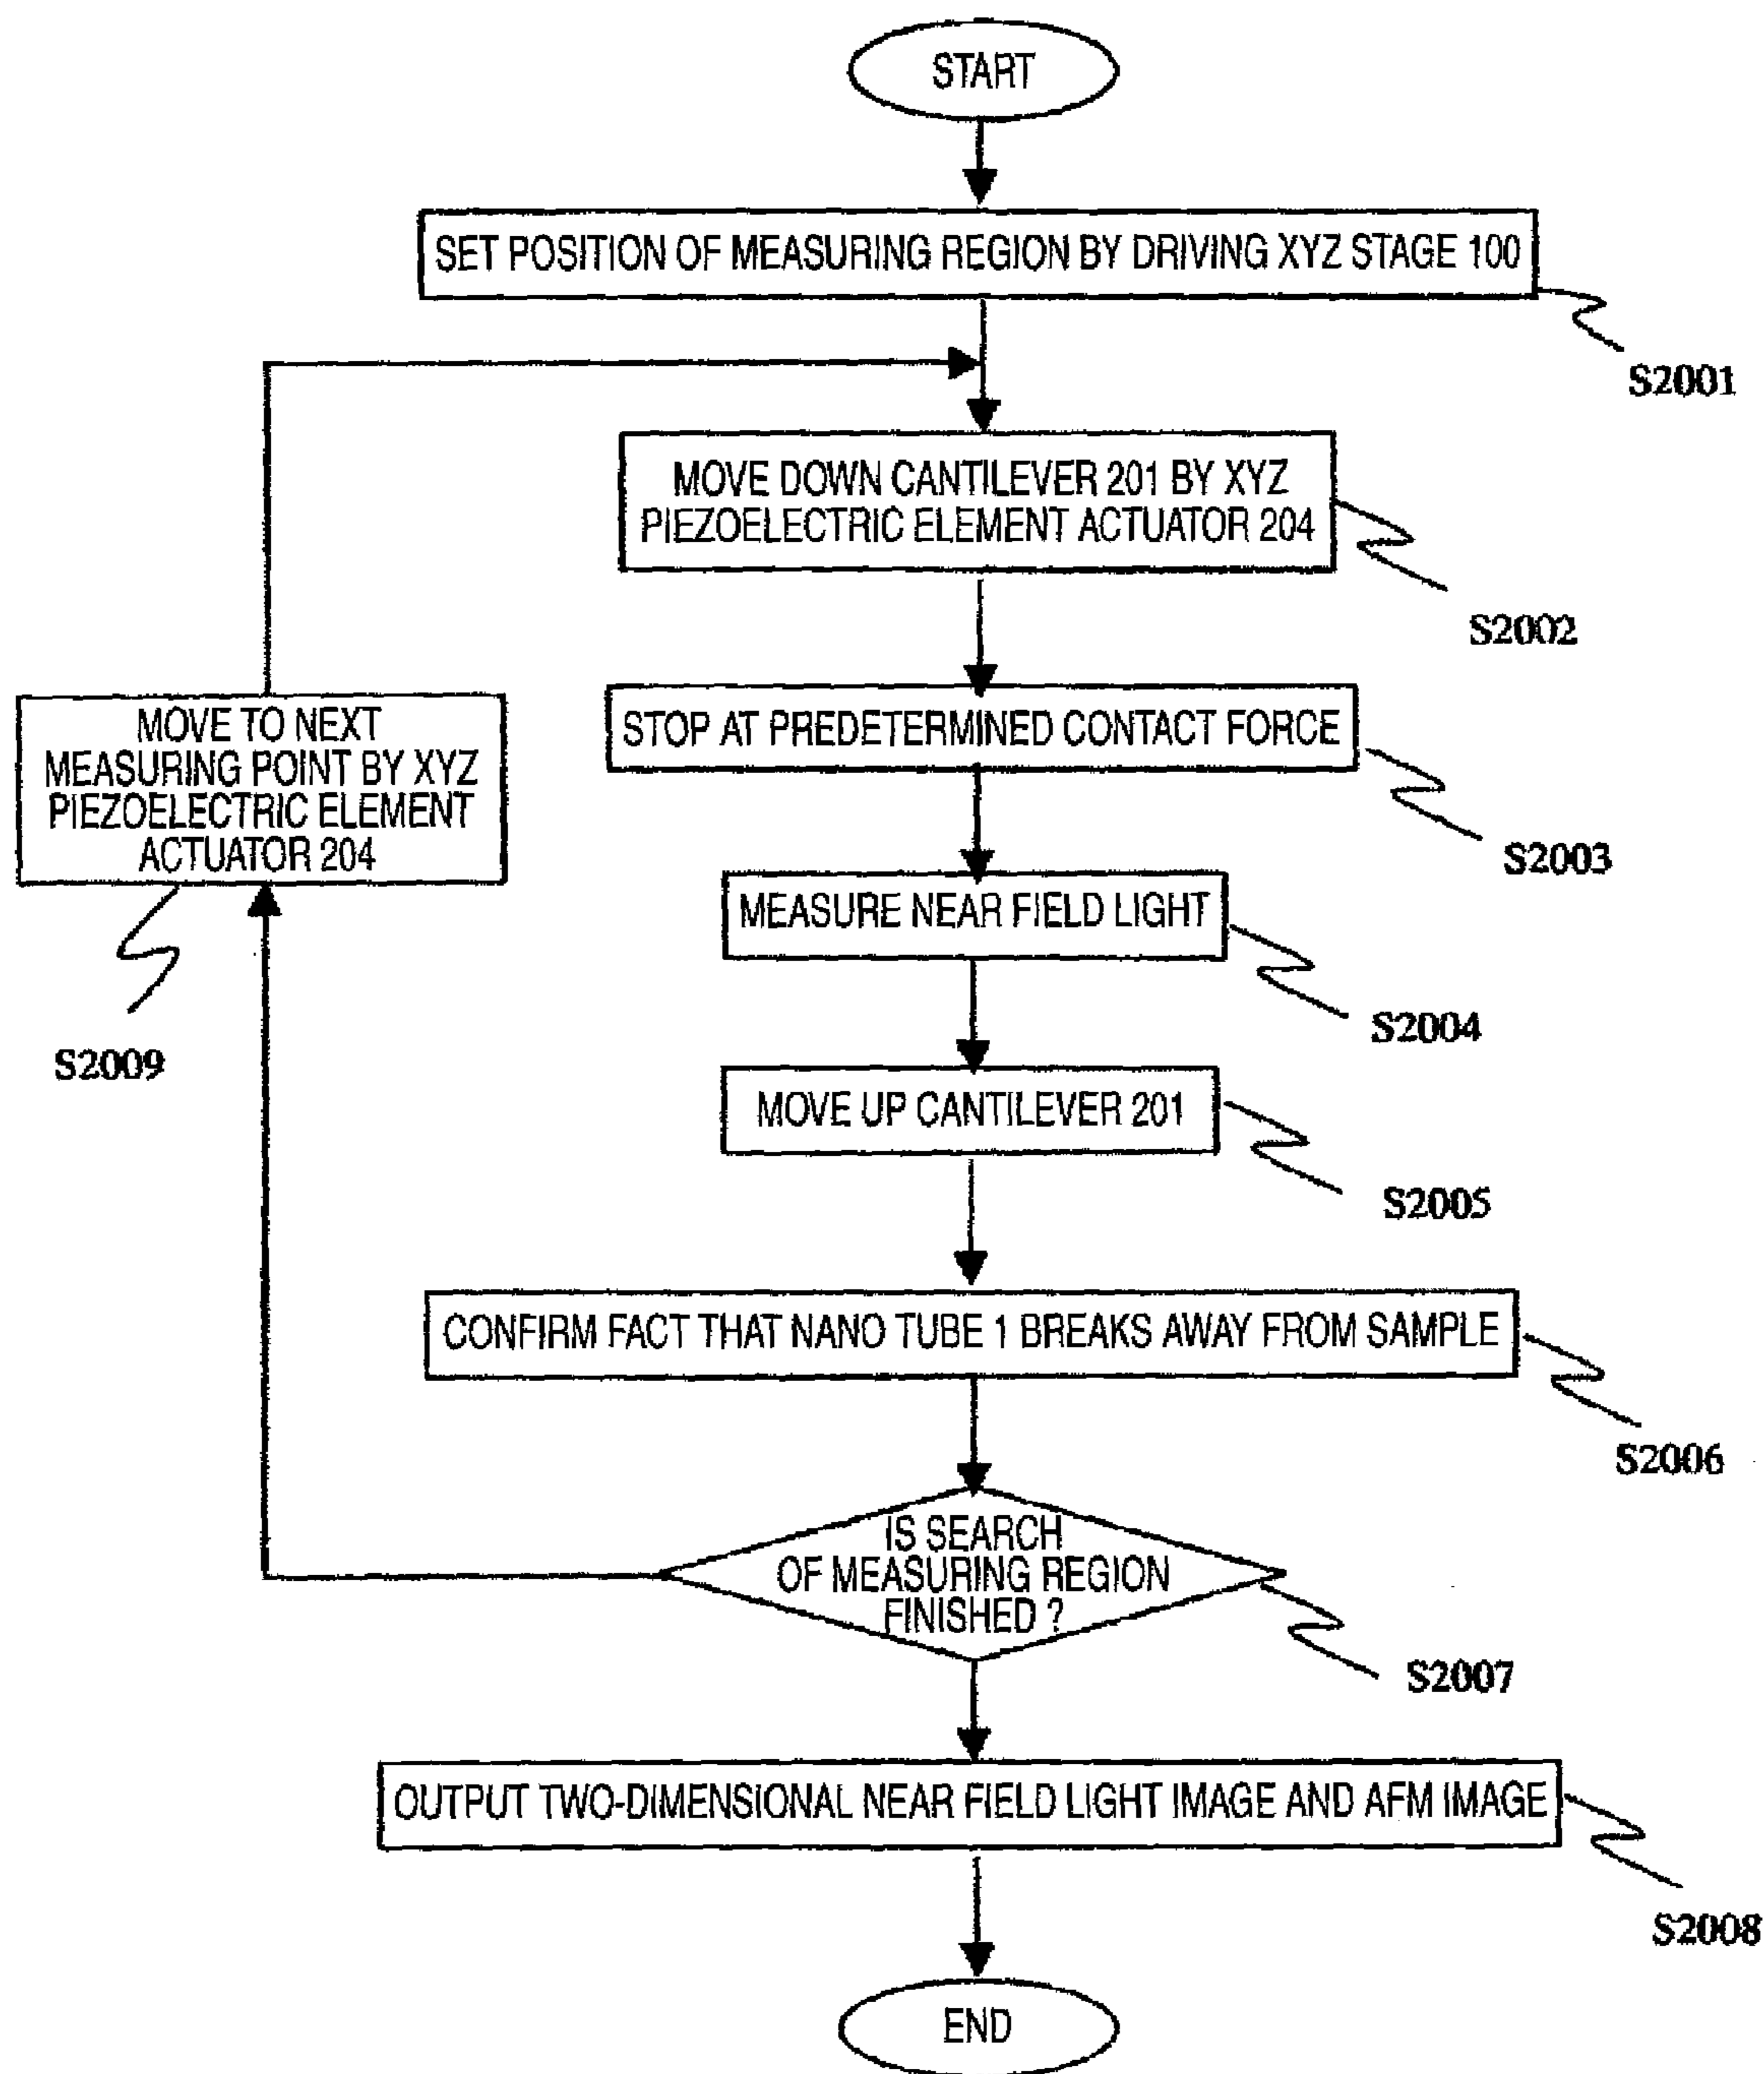 START
SET POSITION OF MEASURING REGION BY DRIVING XYZ STAGE 100
S2001
MOVE DOWN CANTILEVER 201 BY XYZ
PIEZOELECTRIC ELEMENT ACTUATOR 204
S2002
STOP AT PREDETERMINED CONTACT FORCE
S2003
MEASURE NEAR FIELD LIGHT
S2004
MOVE UP CANTILEVER 201
S2005
CONFIRM FACT THAT NANO TUBE 1 BREAKS AWAY FROM SAMPLE
S2006
IS SEARCH
OF MEASURING REGION
FINISHED ?
S2007
MOVE TO NEXT
MEASURING POINT BY XYZ
PIEZOELECTRIC ELEMENT
ACTUATOR 204
S2009
OUTPUT TWO-DIMENSIONAL NEAR FIELD LIGHT IMAGE AND AFM IMAGE
S2008
END